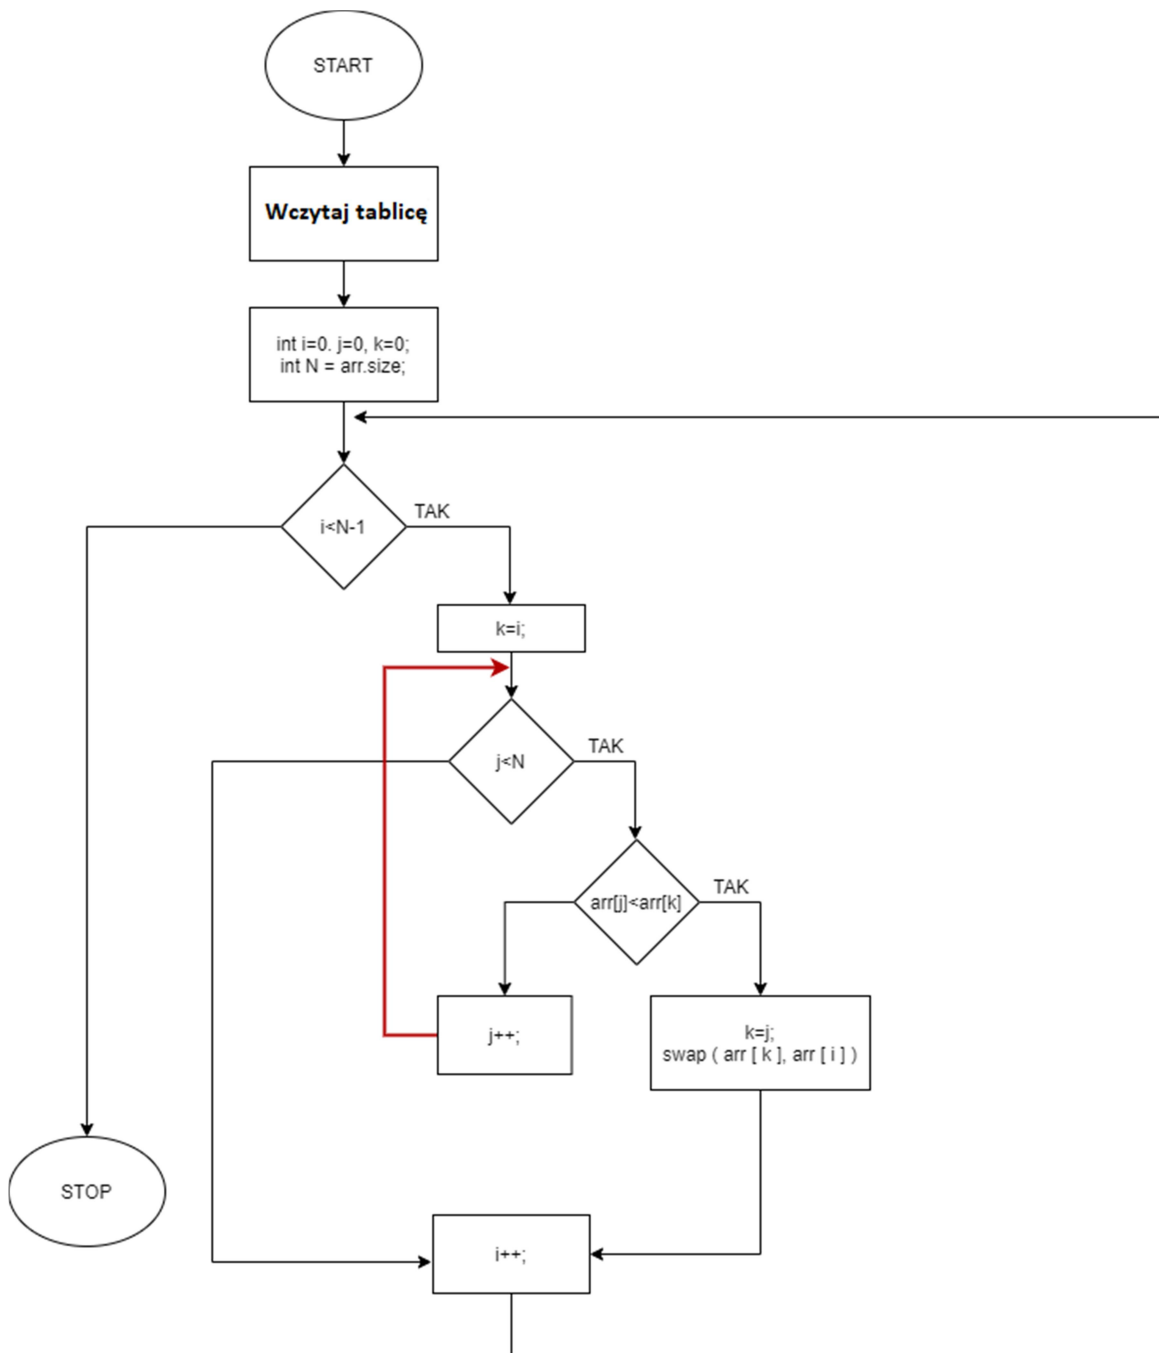 START
Wczytaj tablicę
int i=0. j=0, k=0;
int N = arr.size;
i<N-1
TAK
k=i;
j<N
TAK
arr[j]<arr[k]
TAK
j++;
k=j;
swap ( arr [ k ], arr [ i ] )
STOP
i++;